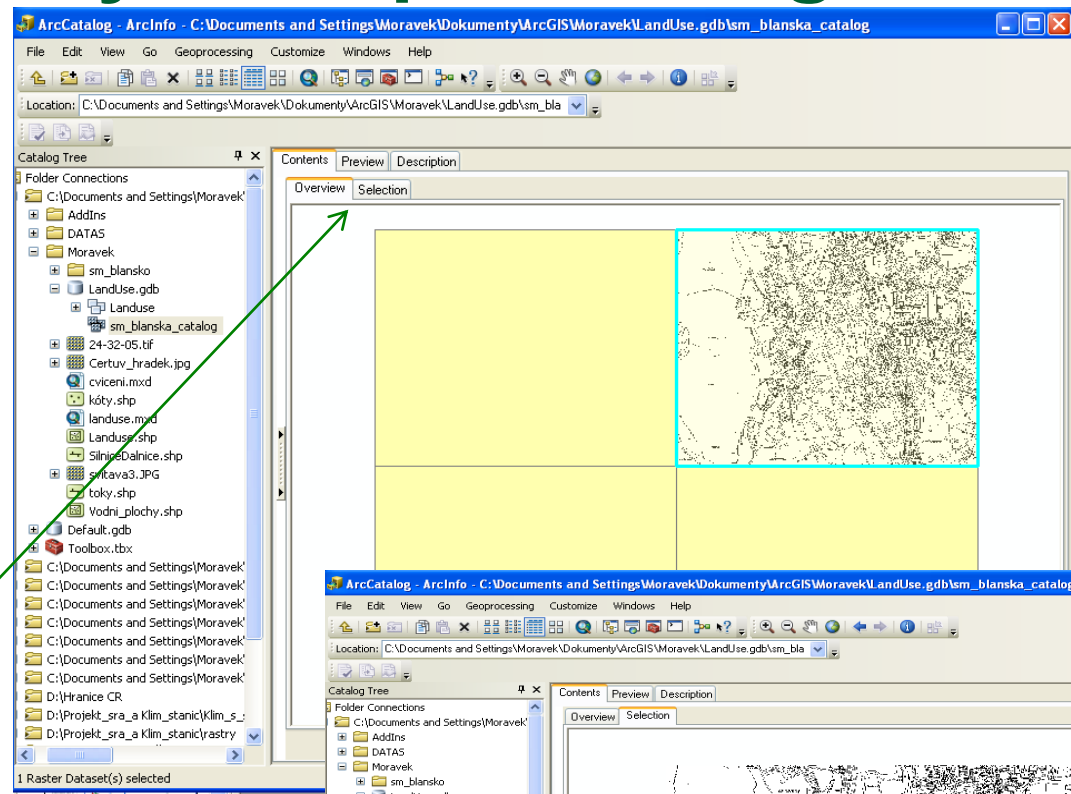 ArcCatalog - ArcInfo - C:\Documents and Settings\Moravek\Dokumenty\ArcGIS\Moravek\LandUse.gdb\sm_blanska_catalog
File Edit View Go Geoprocessing Customize Windows Help
Location: C:\Documents and Settings\Moravek\Dokumenty\ArcGIS\Moravek\LandUse.gdb\sm_bla
Catalog Tree
Contents Preview Description
Overview Selection
Folder Connections
C:\Documents and Settings\Moravek'
AddIns
DATAS
Moravek
sm_blansko
LandUse.gdb
Landuse
sm_blanska_catalog
24-32-05.tif
Certuv_hradek.jpg
cviceni.mxd
kóty.shp
landuse.mxd
Landuse.shp
SilniceDalnice.shp
svitava3.JPG
toky.shp
Vodni_plochy.shp
Default.gdb
Toolbox.tbx
C:\Documents and Settings\Moravek'
C:\Documents and Settings\Moravek'
C:\Documents and Settings\Moravek'
C:\Documents and Settings\Moravek'
C:\Documents and Settings\Moravek'
C:\Documents and Settings\Moravek'
C:\Documents and Settings\Moravek'
D:\Hranice CR
D:\Projekt_sra_a Klim_stanic\Klim_s_
D:\Projekt_sra_a Klim_stanic\rastry
1 Raster Dataset(s) selected
ArcCatalog - ArcInfo - C:\Documents and Settings\Moravek\Dokumenty\ArcGIS\Moravek\LandUse.gdb\sm_blanska_catalog
File Edit View Go Geoprocessing Customize Windows Help
Location: C:\Documents and Settings\Moravek\Dokumenty\ArcGIS\Moravek\LandUse.gdb\sm_bla
Catalog Tree
Contents Preview Description
Overview Selection
Folder Connections
C:\Documents and Settings\Moravek'
AddIns
DATAS
Moravek
sm_blansko